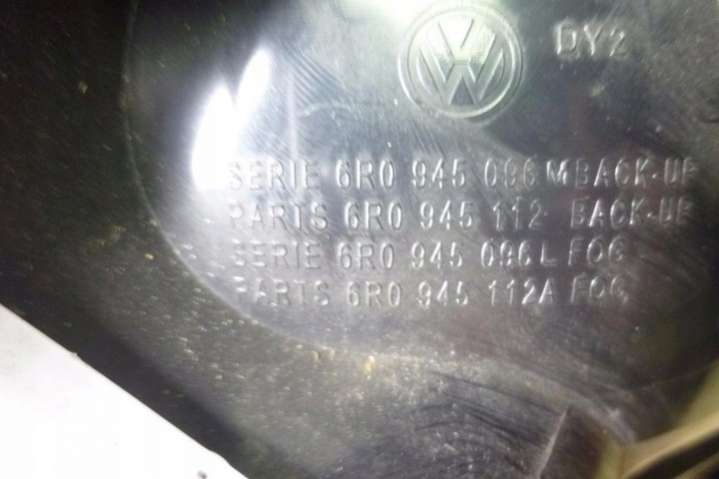 DY2
SERIE 6R0 945 096 M BACK-UP
PARTS 6R0 945 112 BACK-UP
SERIE 6R0 945 096 L FOG
PARTS 6R0 945 112A FOG